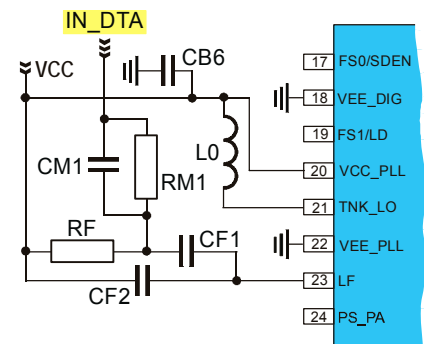 IN_DTA
VCC
CB6
17 FS0/SDEN
18 VEE_DIG
19 FS1/LD
CM1
RM1
L0
20 VCC_PLL
21 TNK_LO
RF
CF1
22 VEE_PLL
CF2
23 LF
24 PS_PA